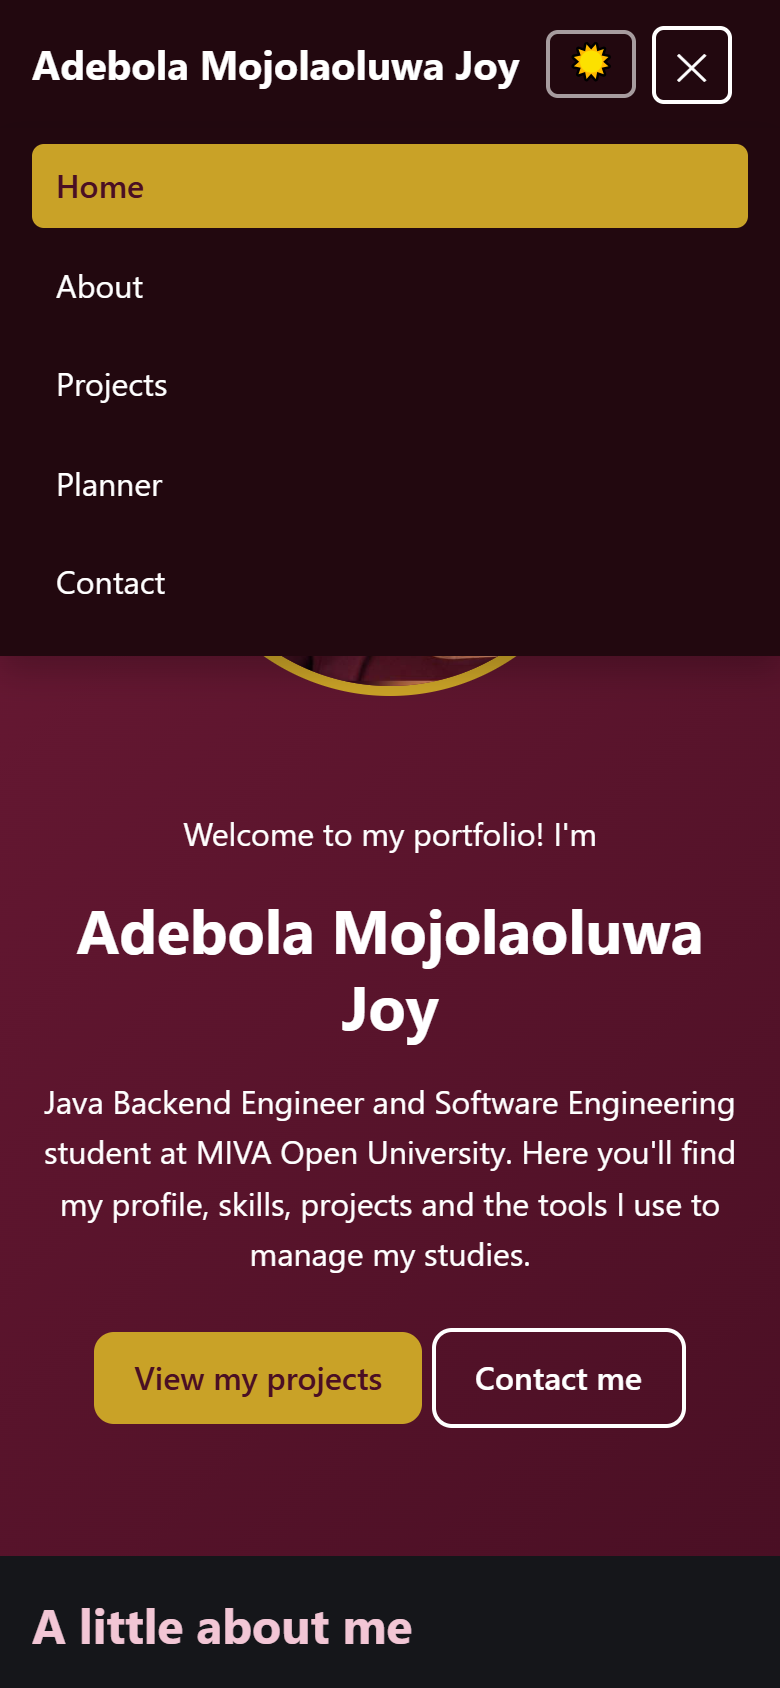 Adebola Mojolaoluwa Joy
Home
About
Projects
Planner
Contact
Welcome to my portfolio! I'm
Adebola Mojolaoluwa
Joy
Java Backend Engineer and Software Engineering
student at MIVA Open University. Here you'll find
my profile, skills, projects and the tools I use to
manage my studies.
View my projects
Contact me
A little about me